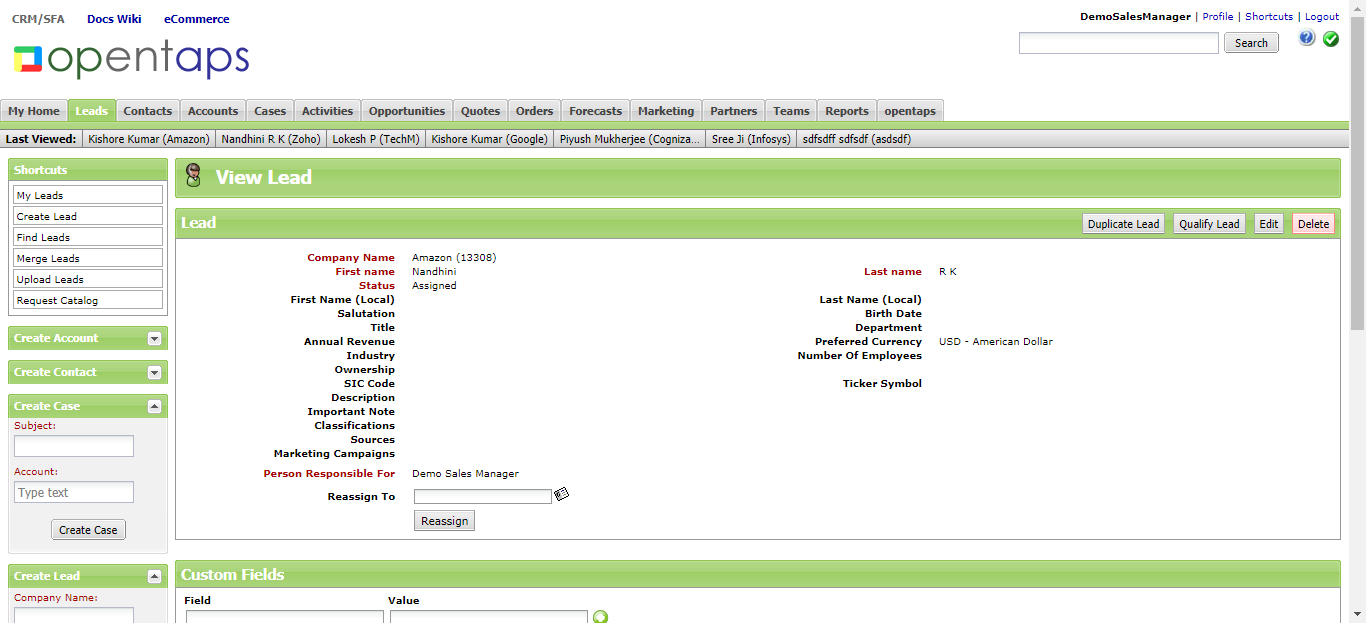 CRM/SFA Docs Wiki eCommerce
DemoSalesManager | Profile | Shortcuts | Logout
opentaps
Search
?
My Home Leads Contacts Accounts Cases Activities Opportunities Quotes Orders Forecasts Marketing Partners Teams Reports opentaps
Last Viewed: Kishore Kumar (Amazon) Nandhini R K (Zoho) Lokesh P (TechM) Kishore Kumar (Google) Piyush Mukherjee (Cogniza... Sree Ji (Infosys) sdfsdff sdfsdf (asdsdf)
Shortcuts
My Leads
Create Lead
Find Leads
Merge Leads
Upload Leads
Request Catalog
Create Account
Create Contact
Create Case
Subject:
Account:
Type text
Create Case
Create Lead
Company Name:
View Lead
Lead
Duplicate Lead Qualify Lead Edit Delete
Company Name Amazon (13308)
First name Nandhini Last name R K
Status Assigned
First Name (Local) Last Name (Local)
Salutation Birth Date
Title Department
Annual Revenue Preferred Currency USD - American Dollar
Industry Number Of Employees
Ownership
SIC Code Ticker Symbol
Description
Important Note
Classifications
Sources
Marketing Campaigns
Person Responsible For Demo Sales Manager
Reassign To
Reassign
Custom Fields
Field Value